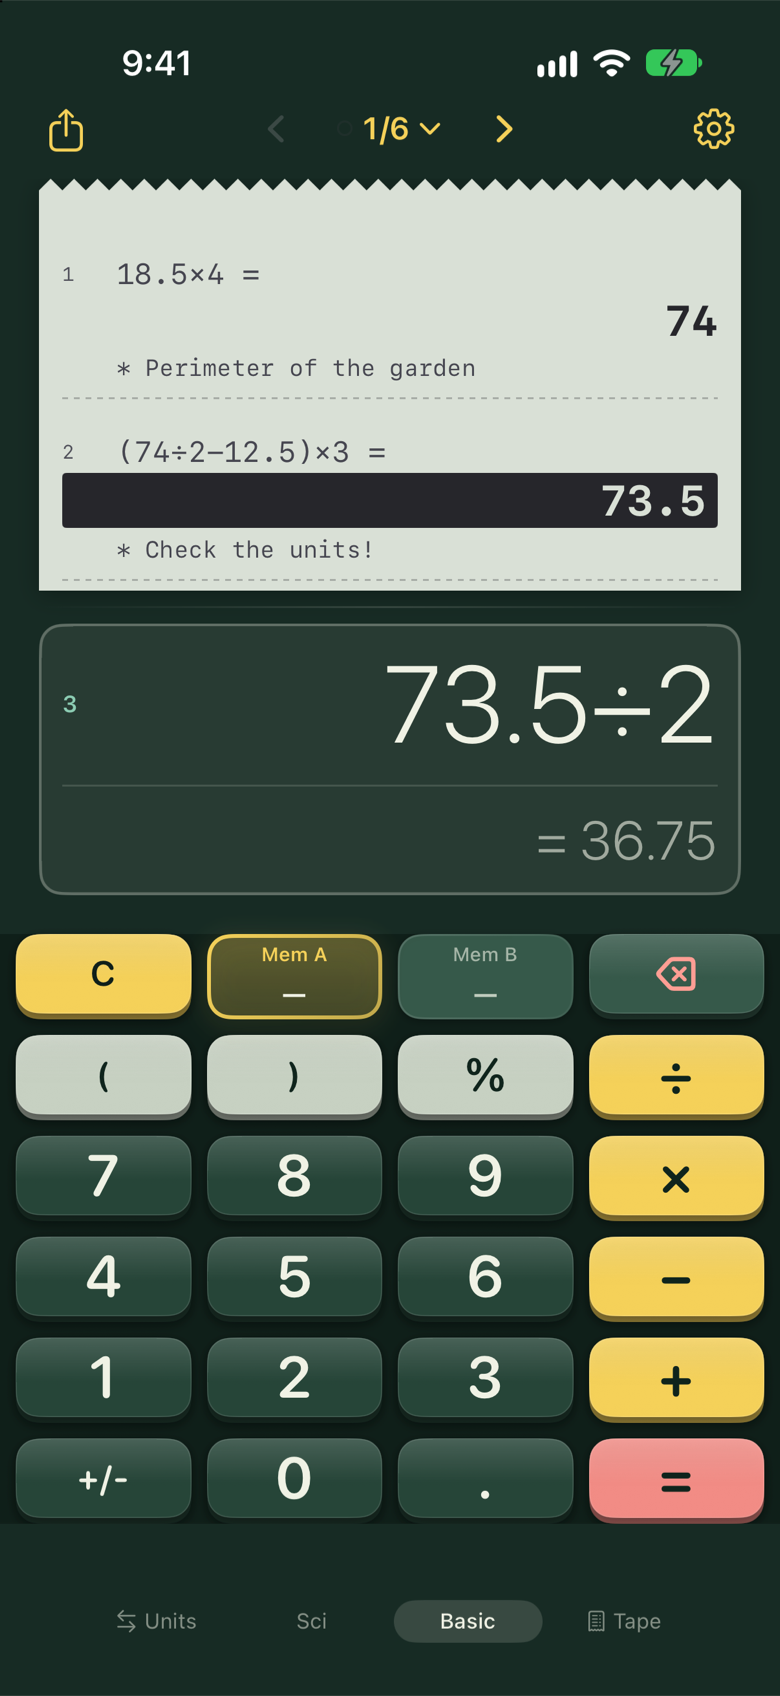 9:41
1/6
1 18.5×4 =
74
* Perimeter of the garden
2 (74÷2−12.5)×3 =
73.5
* Check the units!
3 73.5÷2
= 36.75
C Mem A – Mem B –
( ) % ÷
7 8 9 ×
4 5 6 −
1 2 3 +
+/- 0 . =
Units Sci Basic Tape